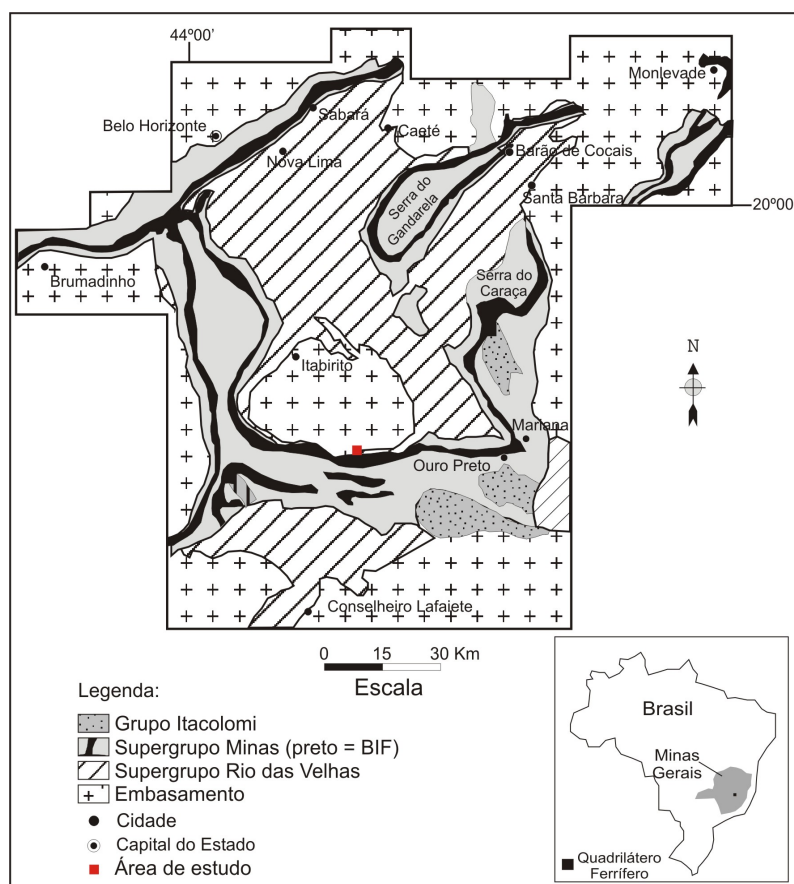 44º00'
Monlevade
Belo Horizonte
Sabará
Caeté
Nova Lima
Barão de Cocais
Santa Bárbara
Serra do
Gandarela
20º00'
Brumadinho
Serra do
Caraça
N
Itabirito
Mariana
Ouro Preto
Conselheiro Lafaiete
0 15 30 Km
Escala
Legenda:
Grupo Itacolomi
Supergrupo Minas (preto = BIF)
Supergrupo Rio das Velhas
Embasamento
Cidade
Capital do Estado
Área de estudo
Brasil
Minas
Gerais
Quadrilátero
Ferrífero